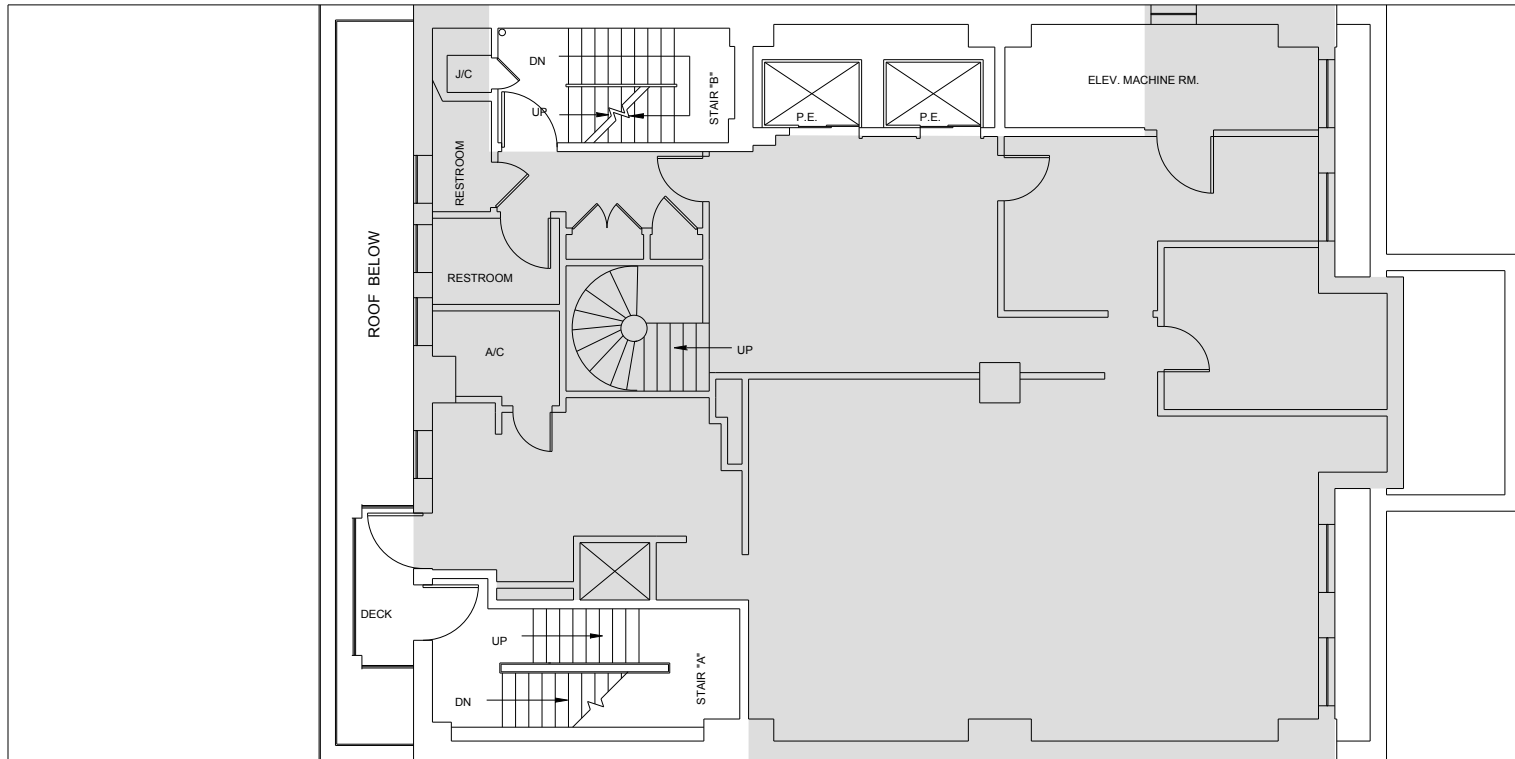 DN
J/C
ELEV. MACHINE RM.
UP
STAIR "B"
P.E.
P.E.
RESTROOM
ROOF BELOW
RESTROOM
A/C
UP
DECK
UP
STAIR "A"
DN